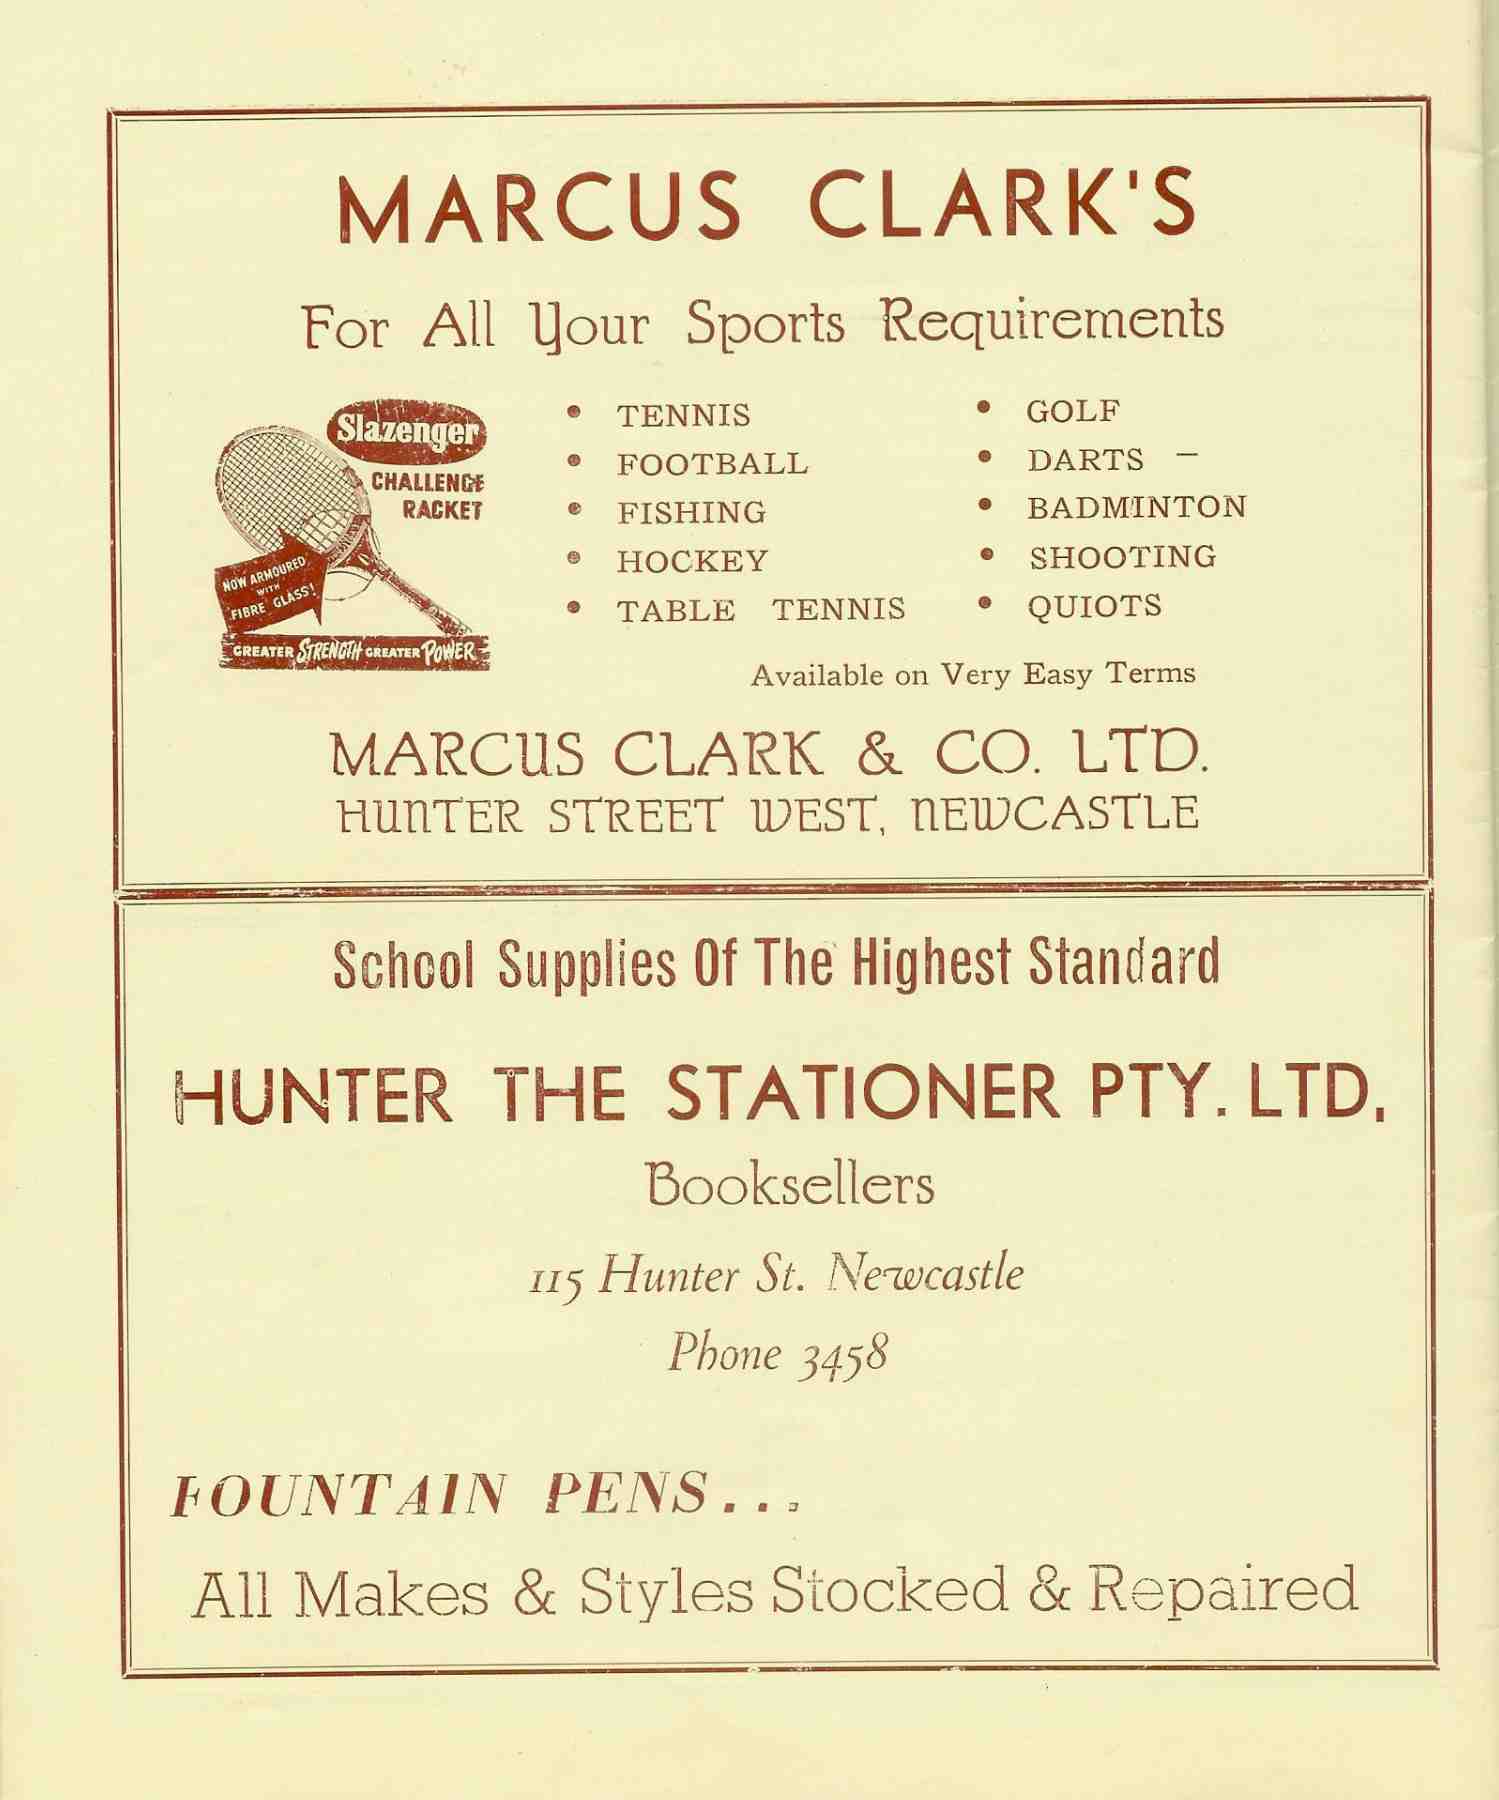 MARCUS CLARK'S
For All Your Sports Requirements
Slazenger
CHALLENGE
RACKET
NOW ARMOURED
WITH
FIBRE GLASS!
GREATER STRENGTH GREATER POWER
• TENNIS
• FOOTBALL
• FISHING
• HOCKEY
• TABLE TENNIS
• GOLF
• DARTS –
• BADMINTON
• SHOOTING
• QUIOTS
Available on Very Easy Terms
MARCUS CLARK & CO. LTD.
HUNTER STREET WEST, NEWCASTLE
School Supplies Of The Highest Standard
HUNTER THE STATIONER PTY. LTD,
Booksellers
115 Hunter St. Newcastle
Phone 3458
FOUNTAIN PENS...
All Makes & Styles Stocked & Repaired